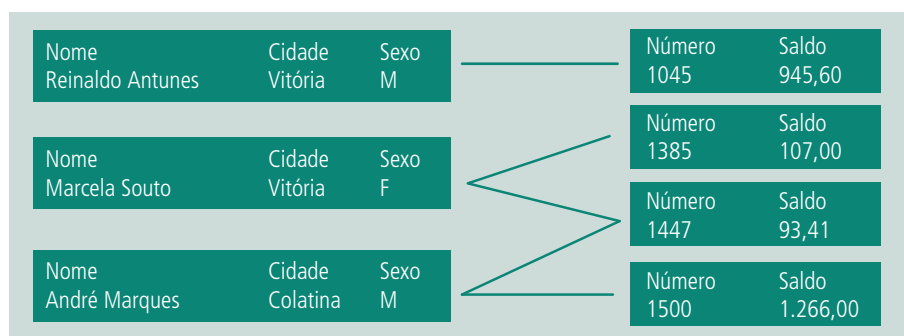 Nome Cidade Sexo
Reinaldo Antunes Vitória M
Número Saldo
1045 945,60
Número Saldo
1385 107,00
Nome Cidade Sexo
Marcela Souto Vitória F
Número Saldo
1447 93,41
Nome Cidade Sexo
André Marques Colatina M
Número Saldo
1500 1.266,00